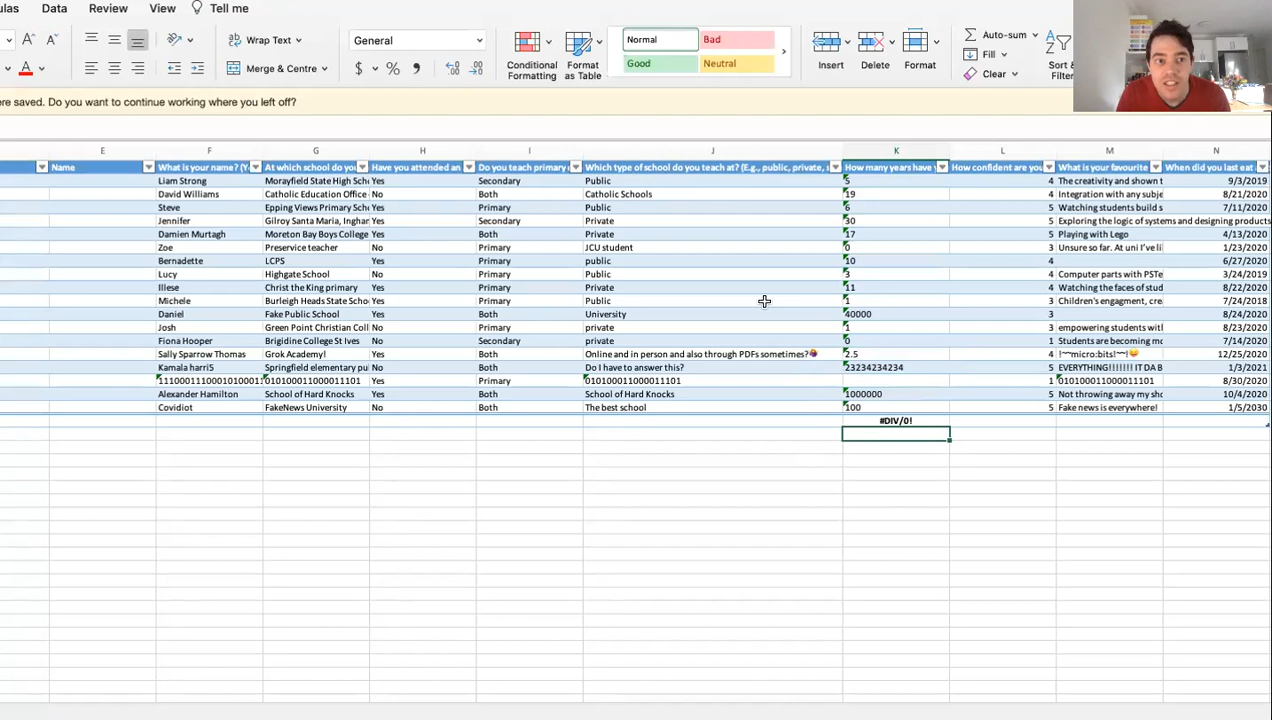 ulas Data Review View Tell me
A^ A˅ Wrap Text General Normal Bad Auto-sum
A Merge & Centre $ % Conditional Formatting Format as Table Good Neutral Insert Delete Format Fill Sort & Filt
Clear
ere saved. Do you want to continue working where you left off?
E F G H I J K L M N
Name What is your name? (Y At which school do yo Have you attended an Do you teach primary Which type of school do you teach at? (E.g., public, private, s How many years have y How confident are you What is your favourite When did you last eat
Liam Strong Morayfield State High Sch Yes Secondary Public 5 4 The creativity and shown t 9/3/2019
David Williams Catholic Education Office No Both Catholic Schools 19 4 Integration with any subje 8/21/2020
Steve Epping Views Primary Sch Yes Primary Public 6 5 Watching students build s 7/11/2020
Jennifer Gilroy Santa Maria, Inghar Yes Secondary Private 30 5 Exploring the logic of systems and designing products
Damien Murtagh Moreton Bay Boys College Yes Both Private 17 5 Playing with Lego 4/13/2020
Zoe Preservice teacher No Primary JCU student 0 3 Unsure so far. At uni I've li 1/23/2020
Bernadette LCPS Yes Primary public 10 4 6/27/2020
Lucy Highgate School No Primary Public 3 4 Computer parts with PSTe 3/24/2019
Illese Christ the King primary Yes Primary Private 11 4 Watching the faces of stud 8/22/2020
Michele Burleigh Heads State Scho Yes Primary Public 1 3 Children's engagment, cre 7/24/2018
Daniel Fake Public School Yes Both University 40000 3 8/24/2020
Josh Green Point Christian Coll No Primary private 1 3 empowering students with 8/23/2020
Fiona Hooper Brigidine College St Ives No Secondary private 0 1 Students are becoming mo 7/14/2020
Sally Sparrow Thomas Grok Academy! Yes Both Online and in person and also through PDFs sometimes? 2.5 4 !~~micro:bits!~~! 12/25/2020
Kamala harri5 Springfield elementary pu Yes Both Do I have to answer this? 23234234234 5 EVERYTHING!!!!!!! IT DA B 1/3/2021
Yes Primary 010100011000011101 1 010100011000011101 8/30/2020
Alexander Hamilton School of Hard Knocks Yes Both School of Hard Knocks 1000000 5 Not throwing away my sho 10/4/2020
Covidiot FakeNews University No Both The best school 100 5 Fake news is everywhere! 1/5/2030
#DIV/0!